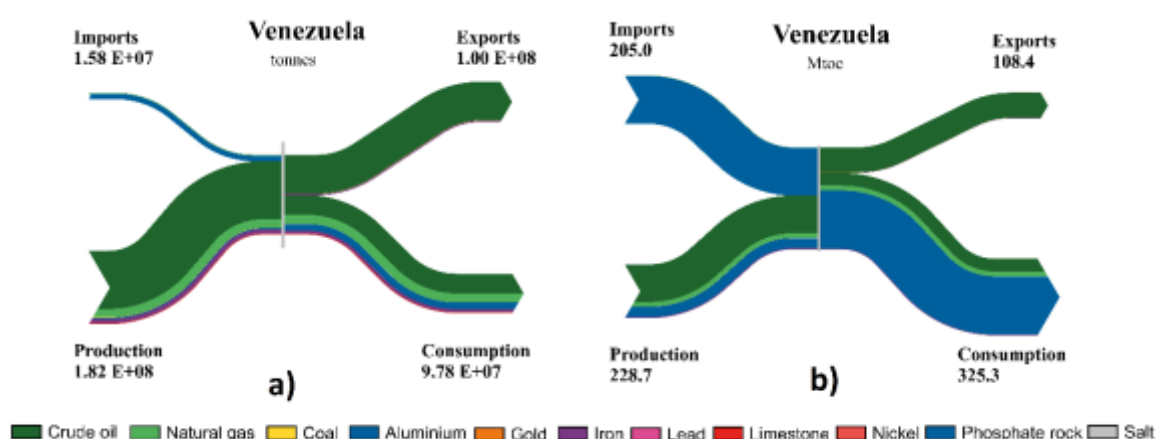 Imports
1.58 E+07
Venezuela
tonnes
Exports
1.00 E+08
Production
1.82 E+08
a)
Consumption
9.78 E+07
Imports
205.0
Venezuela
Mtoe
Exports
108.4
Production
228.7
b)
Consumption
325.3
Crude oil Natural gas Coal Aluminium Gold Iron Lead Limestone Nickel Phosphate rock Salt